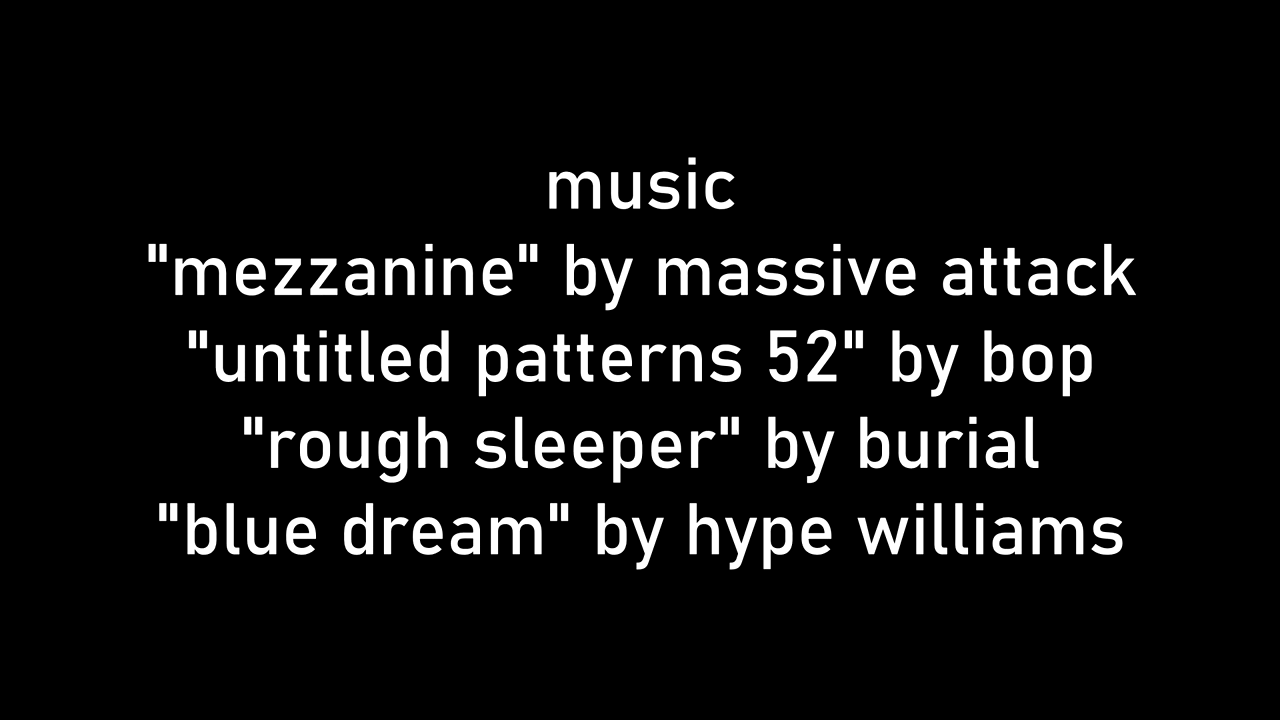 music
"mezzanine" by massive attack
"untitled patterns 52" by bop
"rough sleeper" by burial
"blue dream" by hype williams